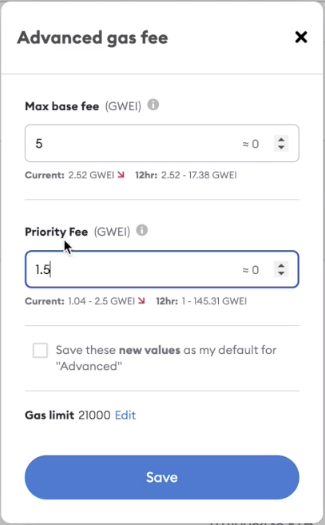 Advanced gas fee
Max base fee (GWEI)
5 ≈ 0
Current: 2.52 GWEI 12hr: 2.52 - 17.38 GWEI
Priority Fee (GWEI)
1.5 ≈ 0
Current: 1.04 - 2.5 GWEI 12hr: 1 - 145.31 GWEI
Save these new values as my default for
"Advanced"
Gas limit 21000 Edit
Save